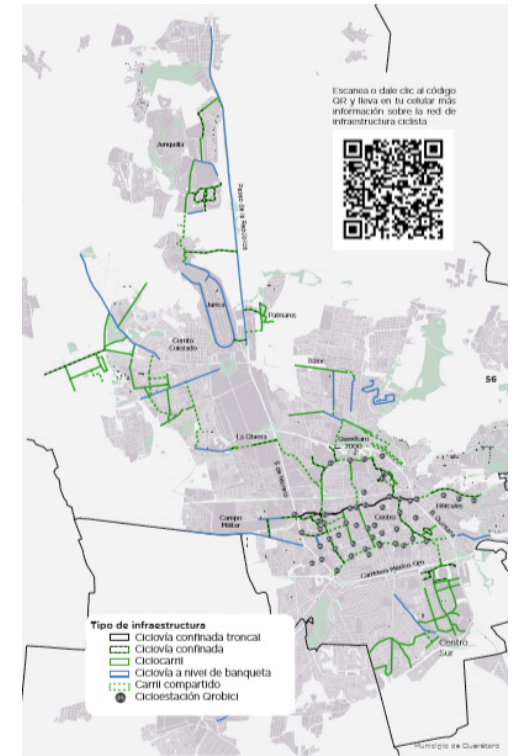 Escanea o dale clic al código
QR y lleva en tu celular más
información sobre la red de
infraestructura ciclista
Juriquilla
Paseo de la República
Jurica
Palmares
Cerrito
Colorado
56
La Obrera
Querétaro
2000
5 de Febrero
Campo
Militar
Centro
Hércules
Carretera México Qro
Centro
Sur
Tipo de infraestructura
Ciclovía confinada troncal
Ciclovía confinada
Ciclocarril
Ciclovía a nivel de banqueta
Carril compartido
Cicloestación Qrobici
Municipio de Querétaro